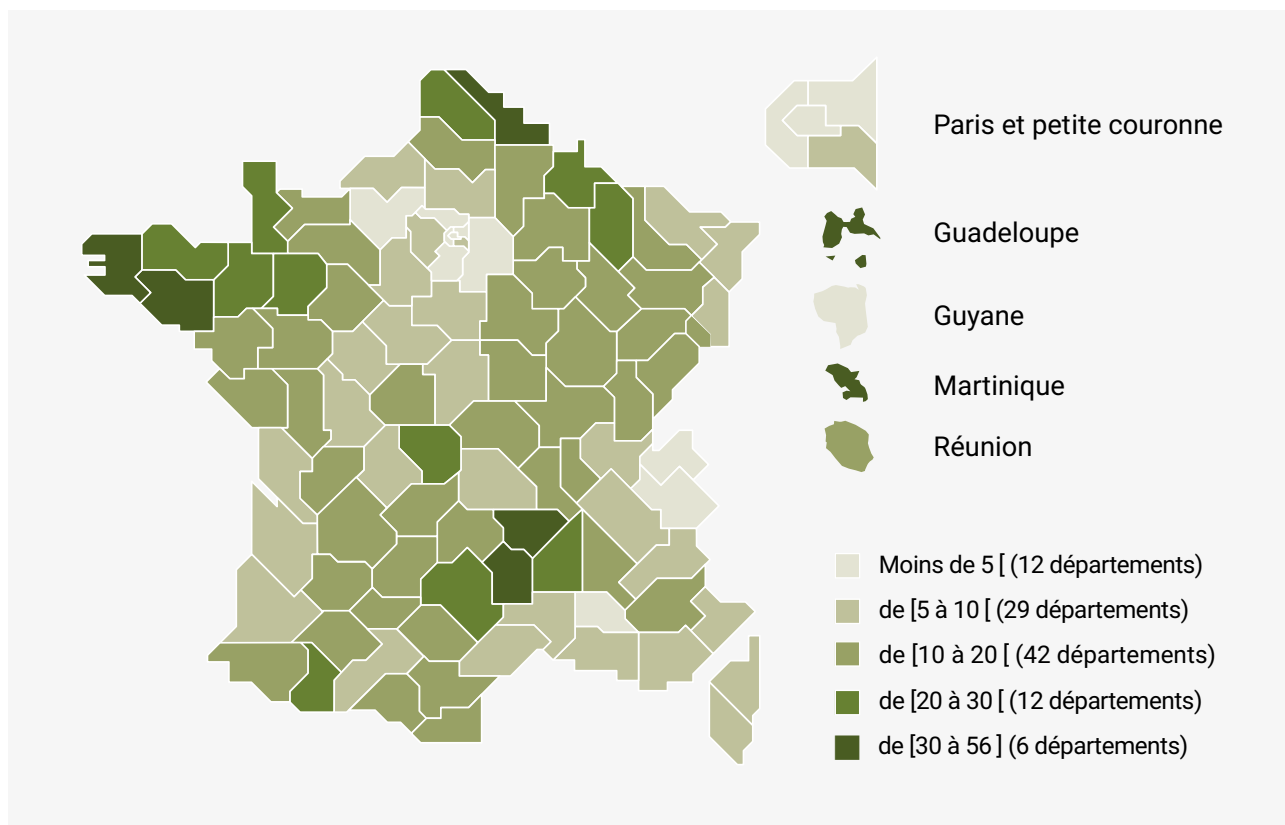 Paris et petite couronne
Guadeloupe
Guyane
Martinique
Réunion
Moins de 5 [ (12 départements)
de [5 à 10 [ (29 départements)
de [10 à 20 [ (42 départements)
de [20 à 30 [ (12 départements)
de [30 à 56 ] (6 départements)